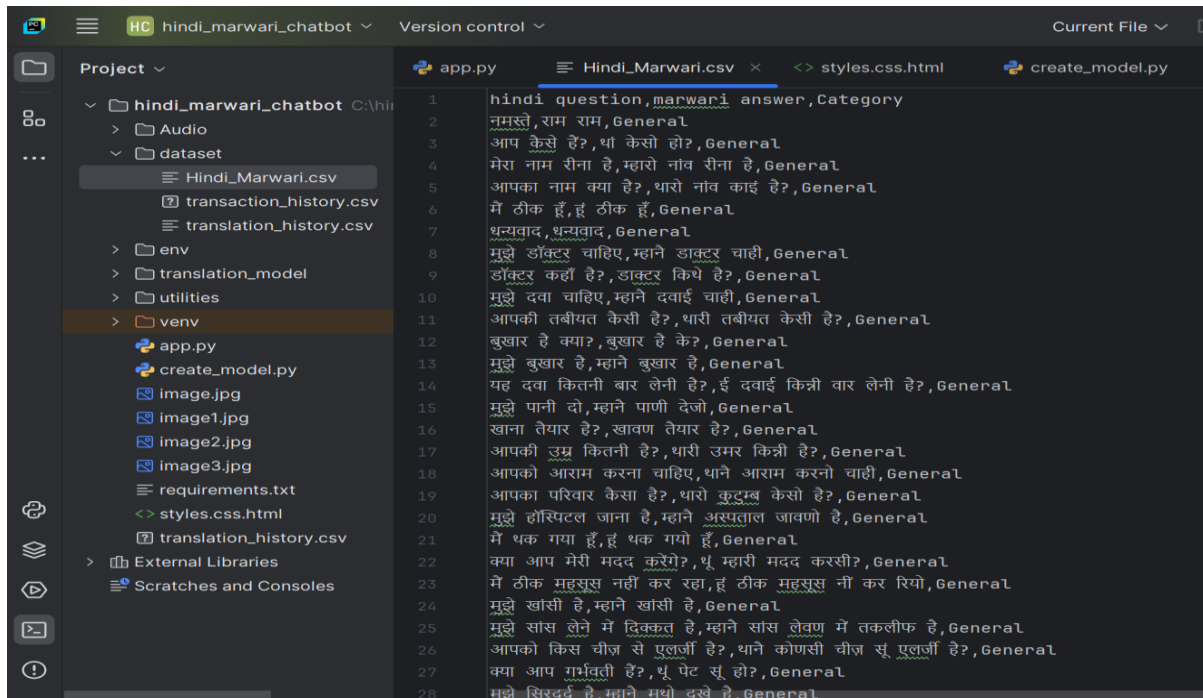 HC hindi_marwari_chatbot Version control Current File
Project
app.py Hindi_Marwari.csv styles.css.html create_model.py
hindi_marwari_chatbot C:\hi
Audio
dataset
Hindi_Marwari.csv
transaction_history.csv
translation_history.csv
env
translation_model
utilities
venv
app.py
create_model.py
image.jpg
image1.jpg
image2.jpg
image3.jpg
requirements.txt
styles.css.html
translation_history.csv
External Libraries
Scratches and Consoles
1 hindi question,marwari answer,Category
2 नमस्ते,राम राम,General
3 आप कैसे हैं?,थां केसो हो?,General
4 मेरा नाम रीना है,म्हारो नांव रीना है,General
5 आपका नाम क्या है?,थारो नांव काइं है?,General
6 मैं ठीक हूँ,हूं ठीक हूँ,General
7 धन्यवाद,धन्यवाद,General
8 मुझे डॉक्टर चाहिए,म्हानै डाक्टर चाही,General
9 डॉक्टर कहाँ है?,डाक्टर किथे है?,General
10 मुझे दवा चाहिए,म्हाने दवाई चाही,General
11 आपकी तबीयत कैसी है?,थारी तबीयत केसी है?,General
12 बुखार है क्या?,बुखार है के?,General
13 मुझे बुखार है,म्हाने बुखार है,General
14 यह दवा कितनी बार लेनी है?,ई दवाई किन्नी वार लेनी है?,General
15 मुझे पानी दो,म्हानै पाणी देजो,General
16 खाना तैयार है?,खावण तैयार है?,General
17 आपकी उम्र कितनी है?,थारी उमर किन्नी है?,General
18 आपको आराम करना चाहिए,थानै आराम करनो चाही,General
19 आपका परिवार कैसा है?,थारो कुटुम्ब केसो है?,General
20 मुझे हॉस्पिटल जाना है,म्हानै अस्पताल जावणो है,General
21 मैं थक गया हूँ,हूं थक गयो हूँ,General
22 क्या आप मेरी मदद करेंगे?,थूं म्हारी मदद करसी?,General
23 मैं ठीक महसूस नहीं कर रहा,हूं ठीक महसूस नीं कर रियो,General
24 मुझे खांसी है,म्हानै खांसी है,General
25 मुझे सांस लेने में दिक्कत है,म्हानै सांस लेवण में तकलीफ है,General
26 आपको किस चीज़ से एलर्जी है?,थानै कोणसी चीज़ सूं एलर्जी है?,General
27 क्या आप गर्भवती हैं?,थूं पेट सूं हो?,General
28 मुझे सिरदर्द है,म्हाने मथो दुखे है,General